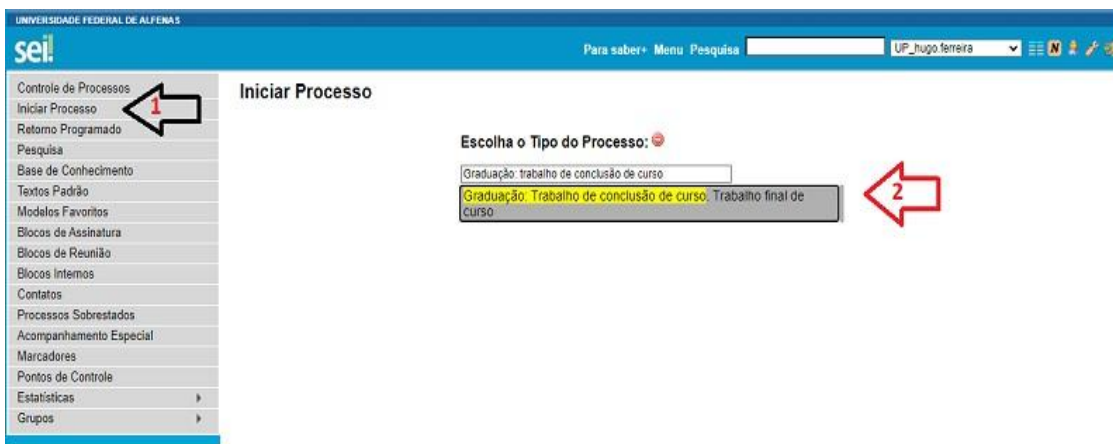 UNIVERSIDADE FEDERAL DE ALFENAS
sei!
Para saber+ Menu Pesquisa
UP_hugo.ferreira
N
Controle de Processos
Iniciar Processo
1
Retorno Programado
Pesquisa
Base de Conhecimento
Textos Padrão
Modelos Favoritos
Blocos de Assinatura
Blocos de Reunião
Blocos Internos
Contatos
Processos Sobrestados
Acompanhamento Especial
Marcadores
Pontos de Controle
Estatísticas
Grupos
Iniciar Processo
Escolha o Tipo do Processo:
Graduação: trabalho de conclusão de curso
Graduação: Trabalho de conclusão de curso, Trabalho final de
curso
2